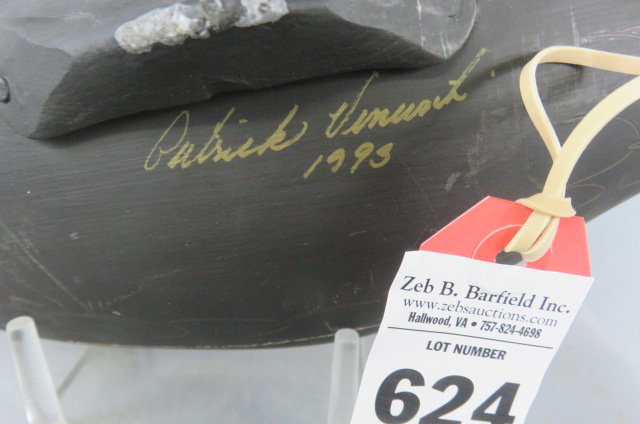 Patrick Vincent
1993
Zeb B. Barfield Inc.
www.zebsauctions.com
Hallwood, VA • 757-824-4698
LOT NUMBER
624